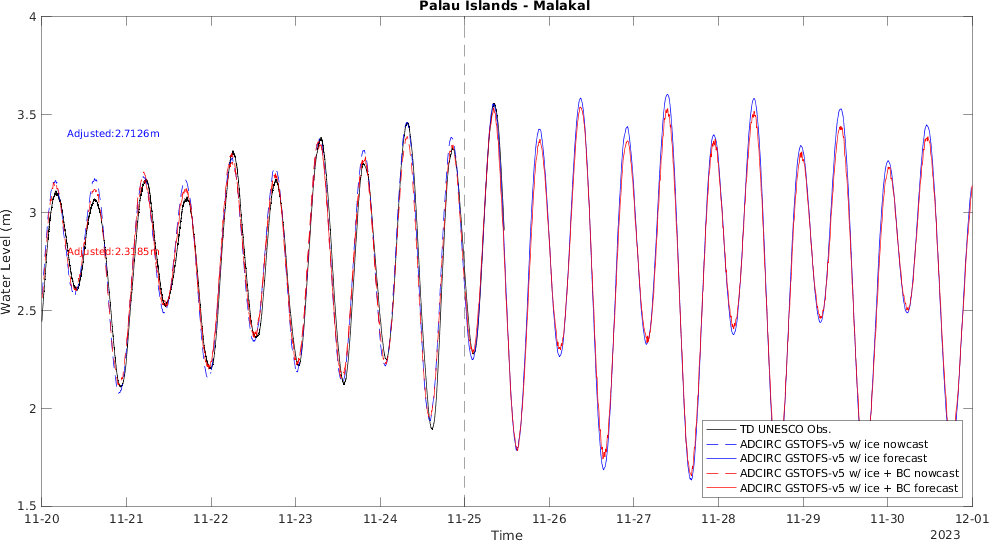 Palau Islands - Malakal
Water Level (m)
4
3.5
3
2.5
2
1.5
Adjusted:2.7126m
Adjusted:2.3185m
TD UNESCO Obs.
ADCIRC GSTOFS-v5 w/ ice nowcast
ADCIRC GSTOFS-v5 w/ ice forecast
ADCIRC GSTOFS-v5 w/ ice + BC nowcast
ADCIRC GSTOFS-v5 w/ ice + BC forecast
11-20 11-21 11-22 11-23 11-24 11-25 11-26 11-27 11-28 11-29 11-30 12-01
Time
2023